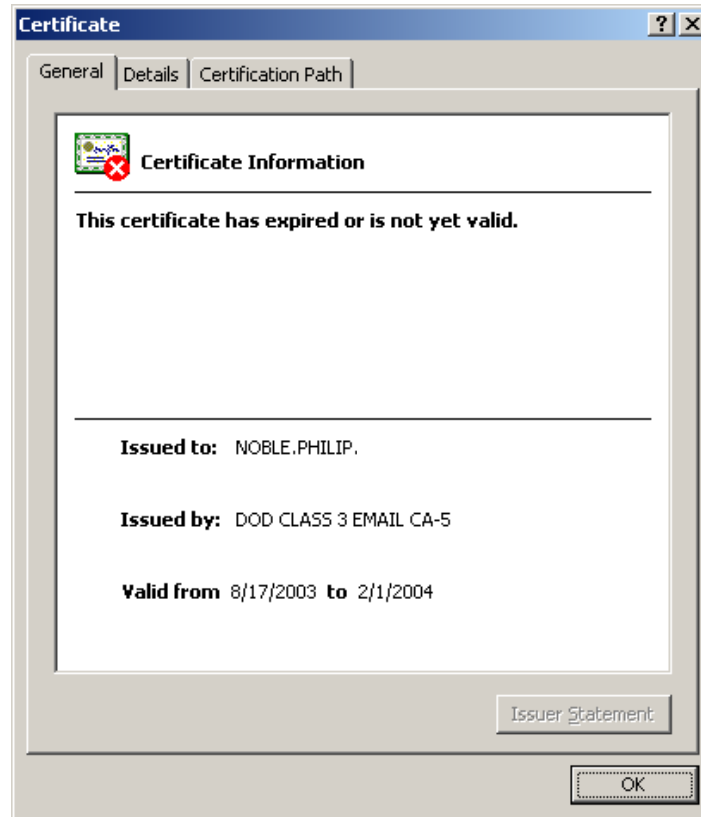 Certificate
General Details Certification Path
Certificate Information
This certificate has expired or is not yet valid.
Issued to: NOBLE.PHILIP.
Issued by: DOD CLASS 3 EMAIL CA-5
Valid from 8/17/2003 to 2/1/2004
Issuer Statement
OK